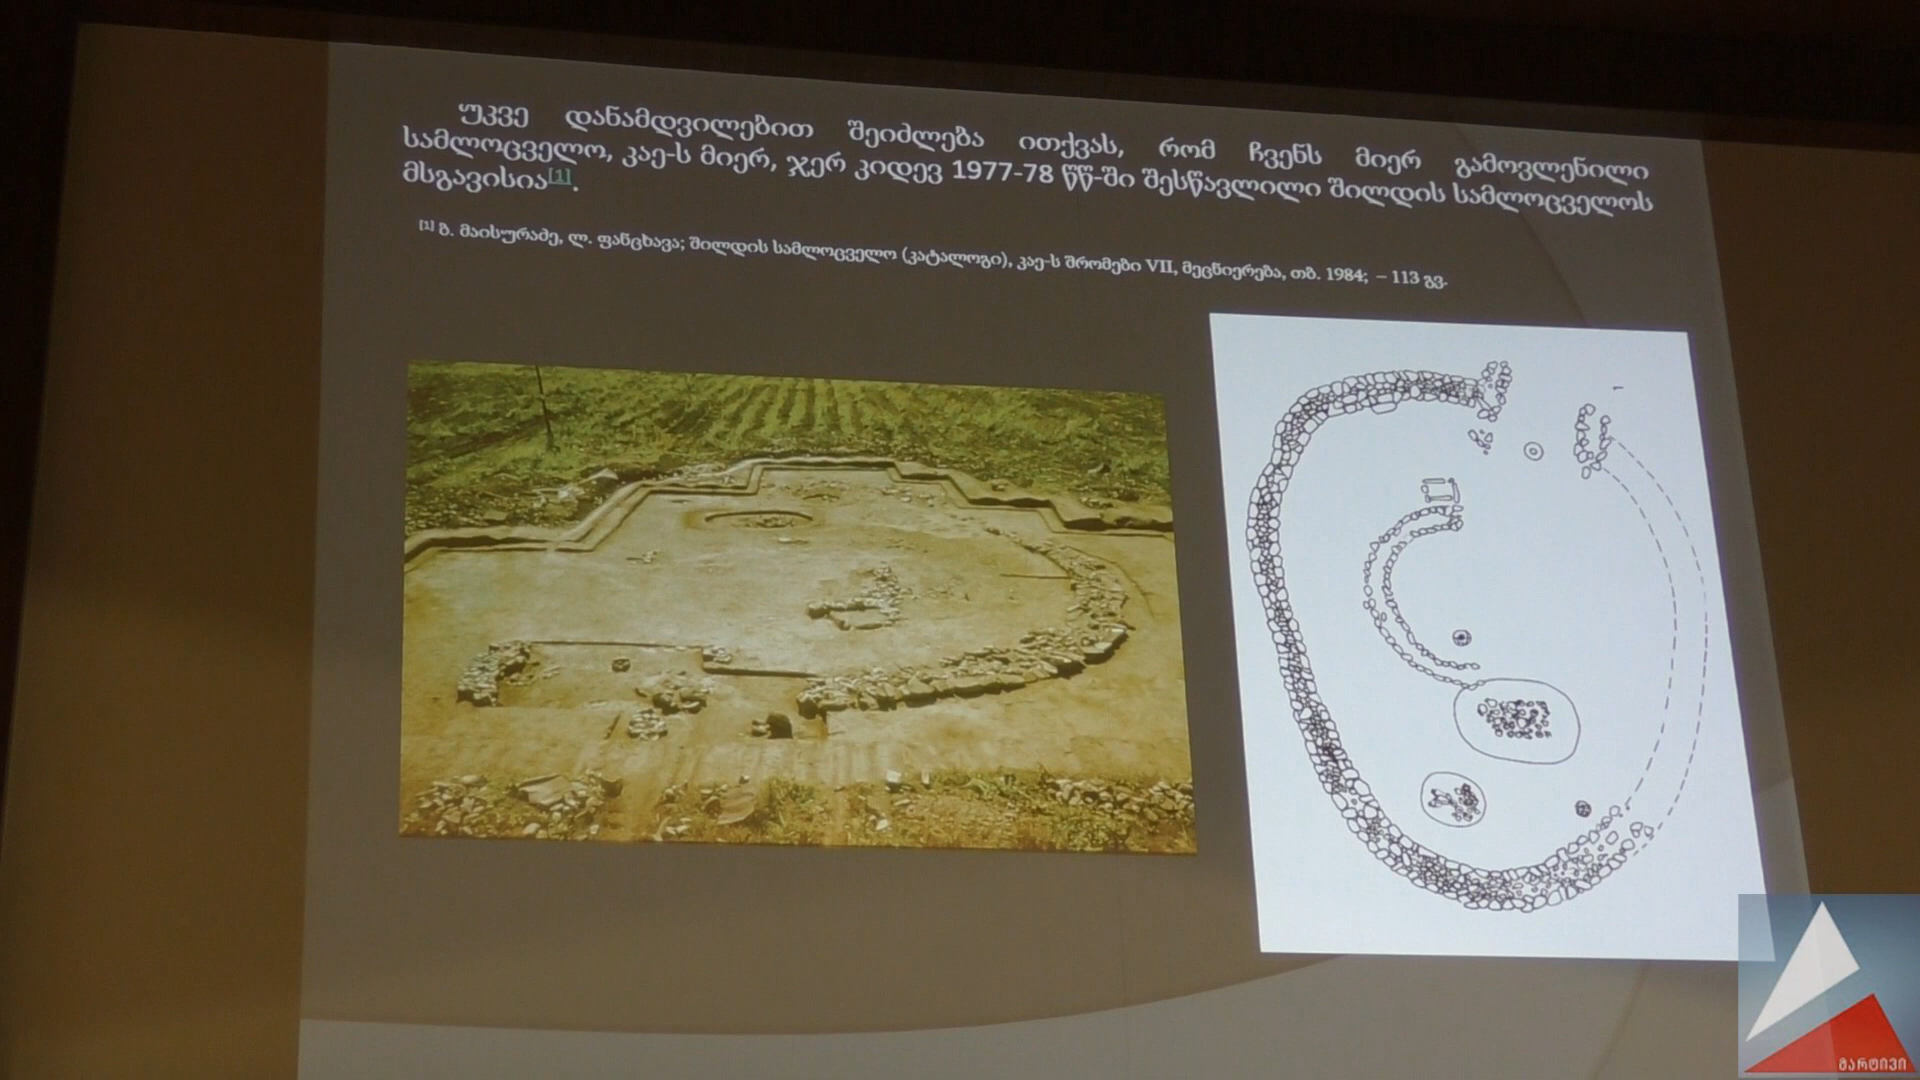 უკვე დანამდვილებით შეიძლება ითქვას, რომ ჩვენს მიერ გამოვლენილი
სამლოცველო, კაე-ს მიერ, ჯერ კიდევ 1977-78 წწ-ში შესწავლილი შილდის სამლოცველოს
მსგავსია[1].
[1] ბ. მაისურაძე, ლ. ფანცხავა; შილდის სამლოცველო (კატალოგი), კაე-ს შრომები VII, მეცნიერება, თბ. 1984; – 113 გვ.
1
მარტივი